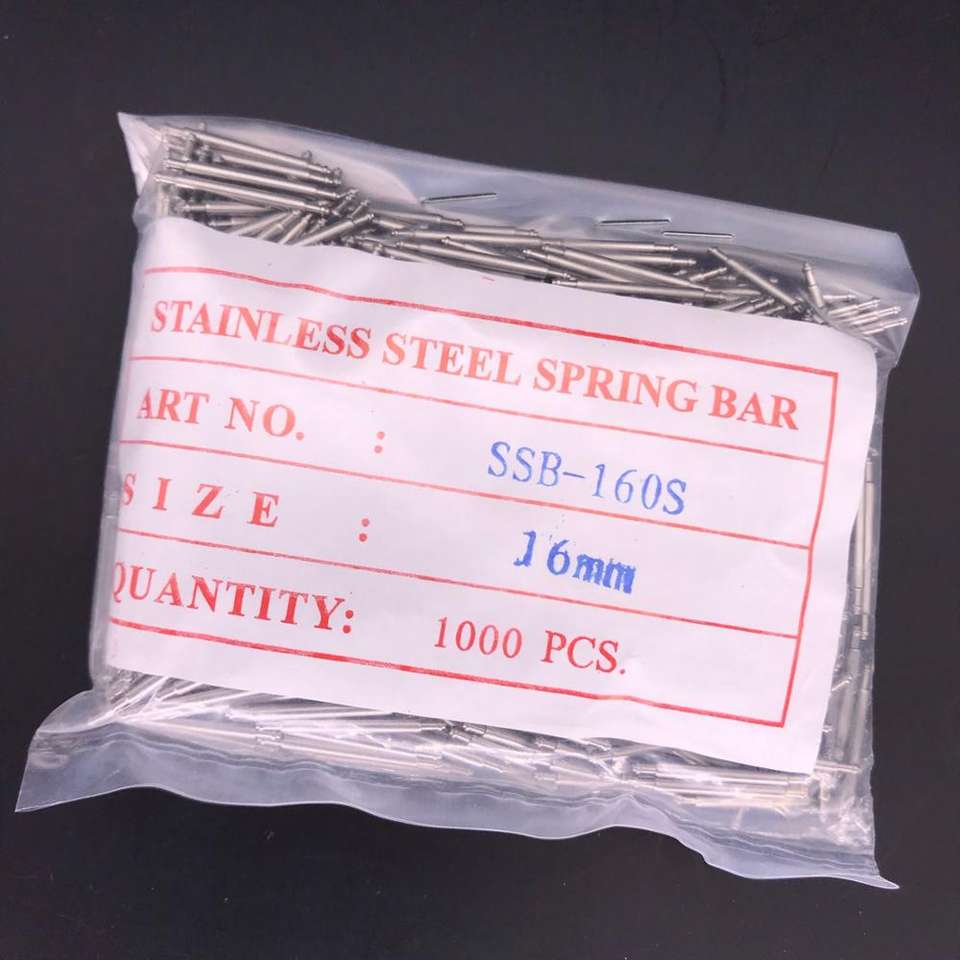 STAINLESS STEEL SPRING BAR
ART NO. : SSB-160S
SIZE : 16mm
QUANTITY: 1000 PCS.